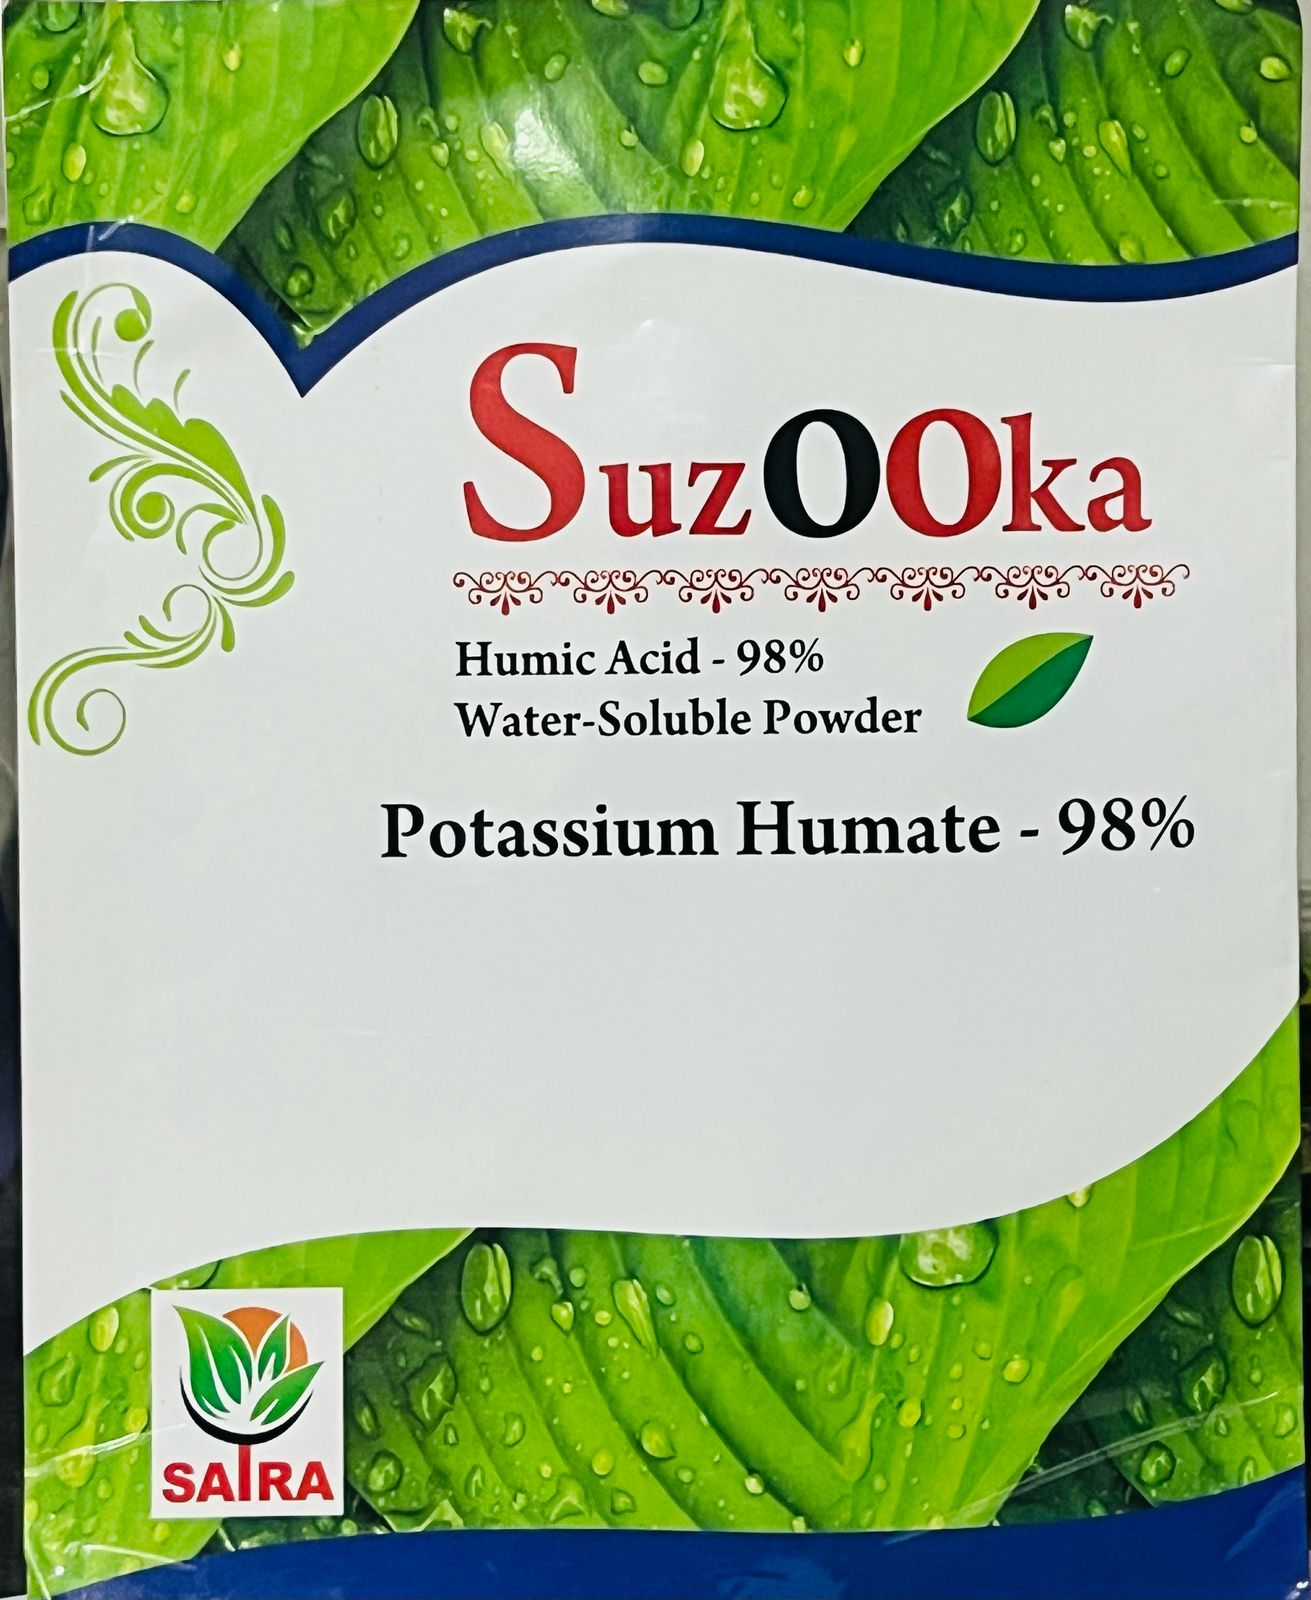 SuzOOka
Humic Acid - 98%
Water-Soluble Powder
Potassium Humate - 98%
SAIRA